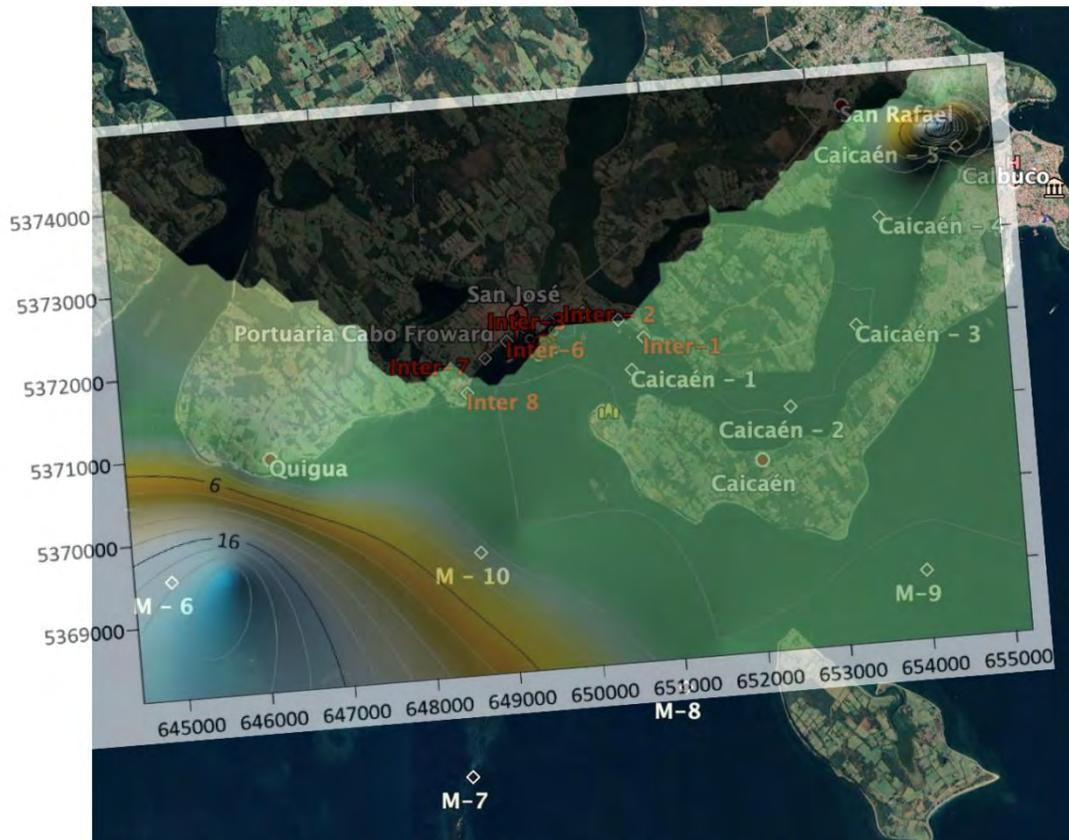 San Rafael
Caicaén - 5
H
Calbuco
5374000
Caicaén - 4
San José
5373000
Inter-3
Inter - 2
Portuaria Cabo Froward
Inter-6
Inter-1
Caicaén - 3
Inter-7
5372000
Caicaén - 1
Inter 8
Caicaén - 2
5371000
Quigua
Caicaén
6
16
5370000
M - 10
M-9
M - 6
5369000
645000 646000 647000 648000 649000 650000 651000 652000 653000 654000 655000
M-8
M-7